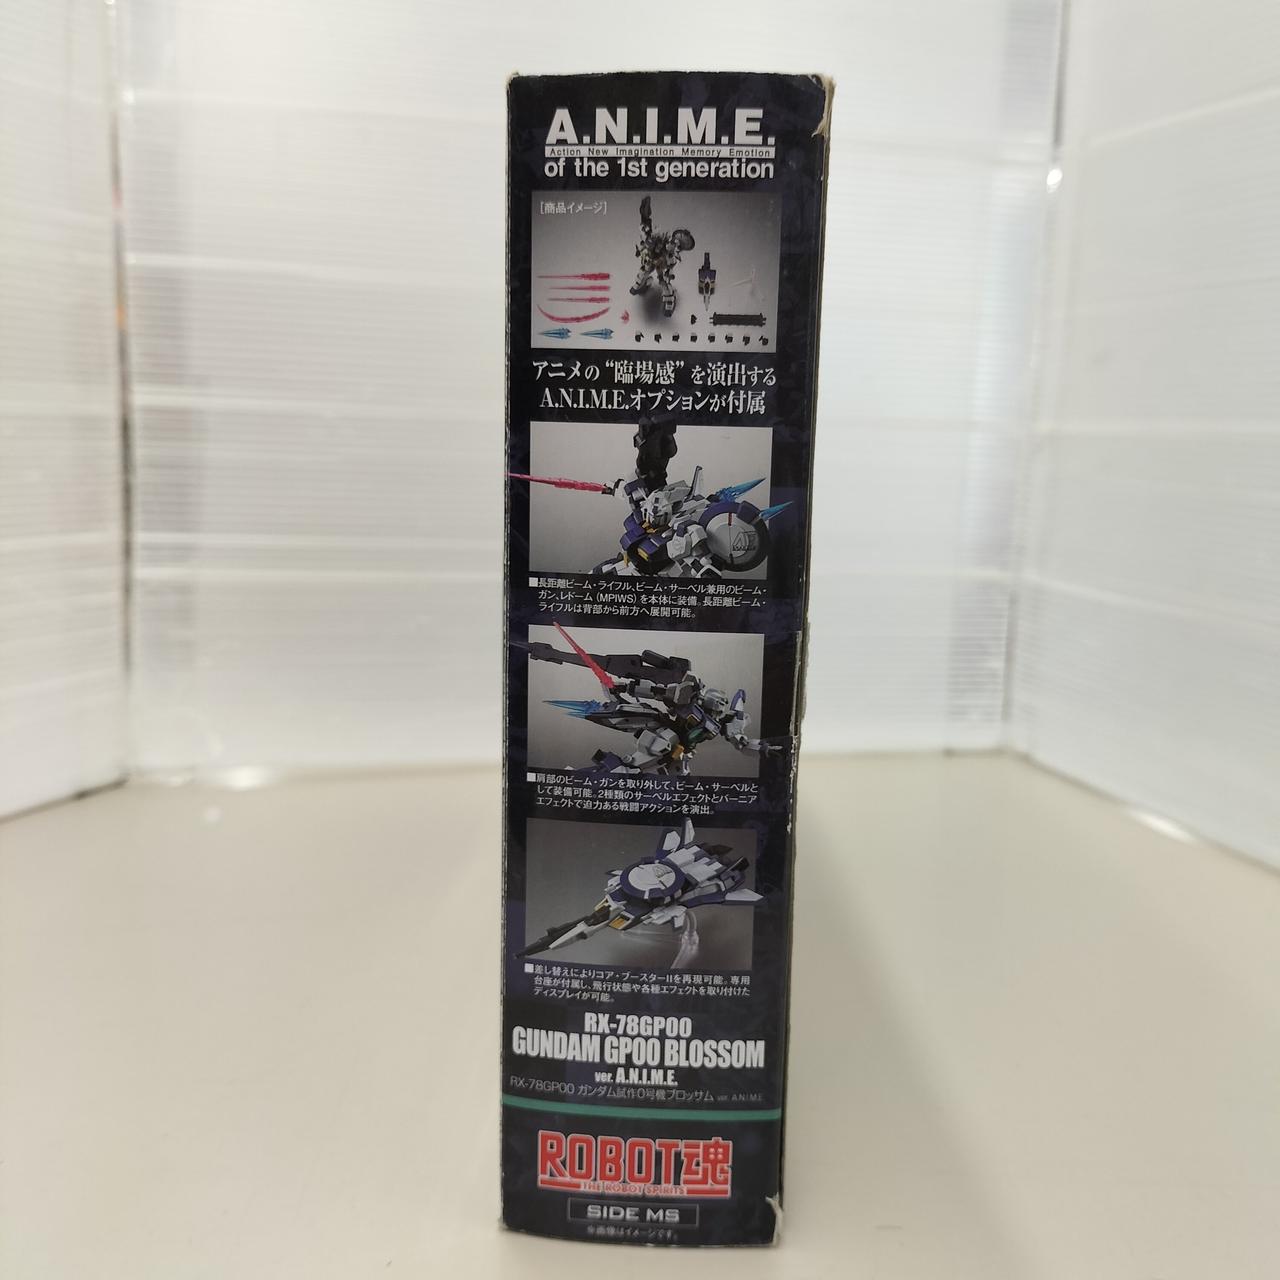 A.N.I.M.E.
Action New Imagination Memory Emotion
of the 1st generation
[商品イメージ]
アニメの“臨場感”を演出する
A.N.I.M.E.オプションが付属
■長距離ビーム・ライフル、ビーム・サーベル兼用のビーム・
ガン、レドーム(MPIWS)を本体に装備。長距離ビーム・
ライフルは背部から前方へ展開可能。
■肩部のビーム・ガンを取り外して、ビーム・サーベルと
して装備可能。2種類のサーベルエフェクトとバーニア
エフェクトで迫力ある戦闘アクションを演出。
■差し替えによりコア・ブースターIIを再現可能。専用
台座が付属し、飛行状態や各種エフェクトを取り付けた
ディスプレイが可能。
RX-78GP00
GUNDAM GP00 BLOSSOM
ver. A.N.I.M.E.
RX-78GP00 ガンダム試作0号機ブロッサム ver. A.N.I.M.E.
ROBOT魂
THE ROBOT SPIRITS
SIDE MS
※画像はイメージです。